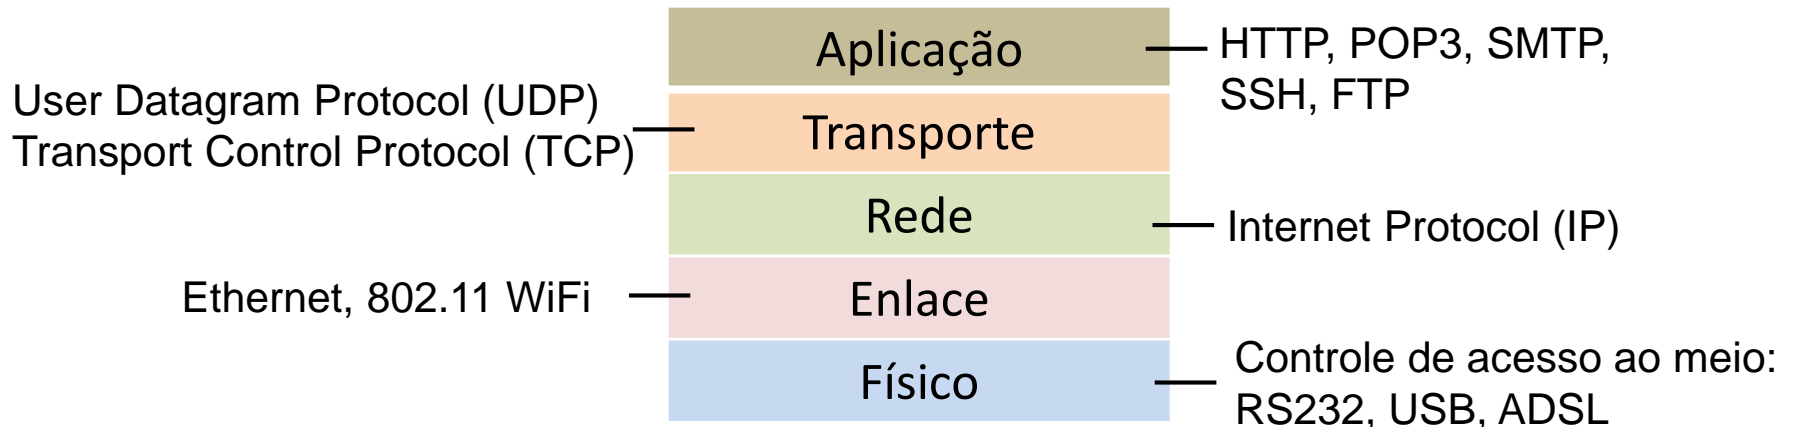 Aplicação
HTTP, POP3, SMTP,
SSH, FTP
User Datagram Protocol (UDP)
Transport Control Protocol (TCP)
Transporte
Rede
Internet Protocol (IP)
Ethernet, 802.11 WiFi
Enlace
Físico
Controle de acesso ao meio:
RS232, USB, ADSL